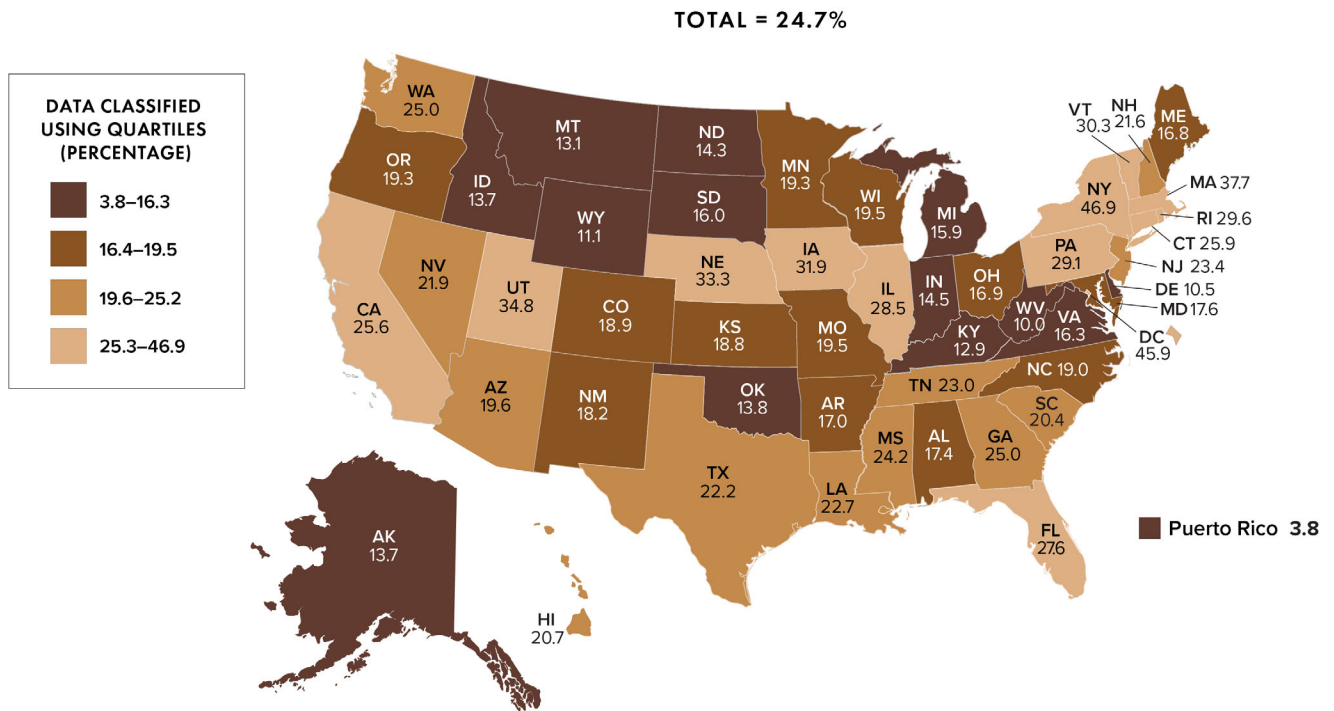 TOTAL = 24.7%
DATA CLASSIFIED
USING QUARTILES
(PERCENTAGE)
3.8–16.3
16.4–19.5
19.6–25.2
25.3–46.9
WA
25.0
OR
19.3
CA
25.6
NV
21.9
ID
13.7
MT
13.1
WY
11.1
UT
34.8
AZ
19.6
CO
18.9
NM
18.2
ND
14.3
SD
16.0
NE
33.3
KS
18.8
OK
13.8
TX
22.2
MN
19.3
IA
31.9
MO
19.5
AR
17.0
LA
22.7
WI
19.5
IL
28.5
MI
15.9
IN
14.5
OH
16.9
KY
12.9
TN 23.0
MS
24.2
AL
17.4
GA
25.0
FL
27.6
SC
20.4
NC 19.0
VA
16.3
WV
10.0
PA
29.1
NY
46.9
VT
30.3
NH
21.6
ME
16.8
MA 37.7
RI 29.6
CT 25.9
NJ 23.4
DE 10.5
MD 17.6
DC
45.9
AK
13.7
HI
20.7
Puerto Rico 3.8